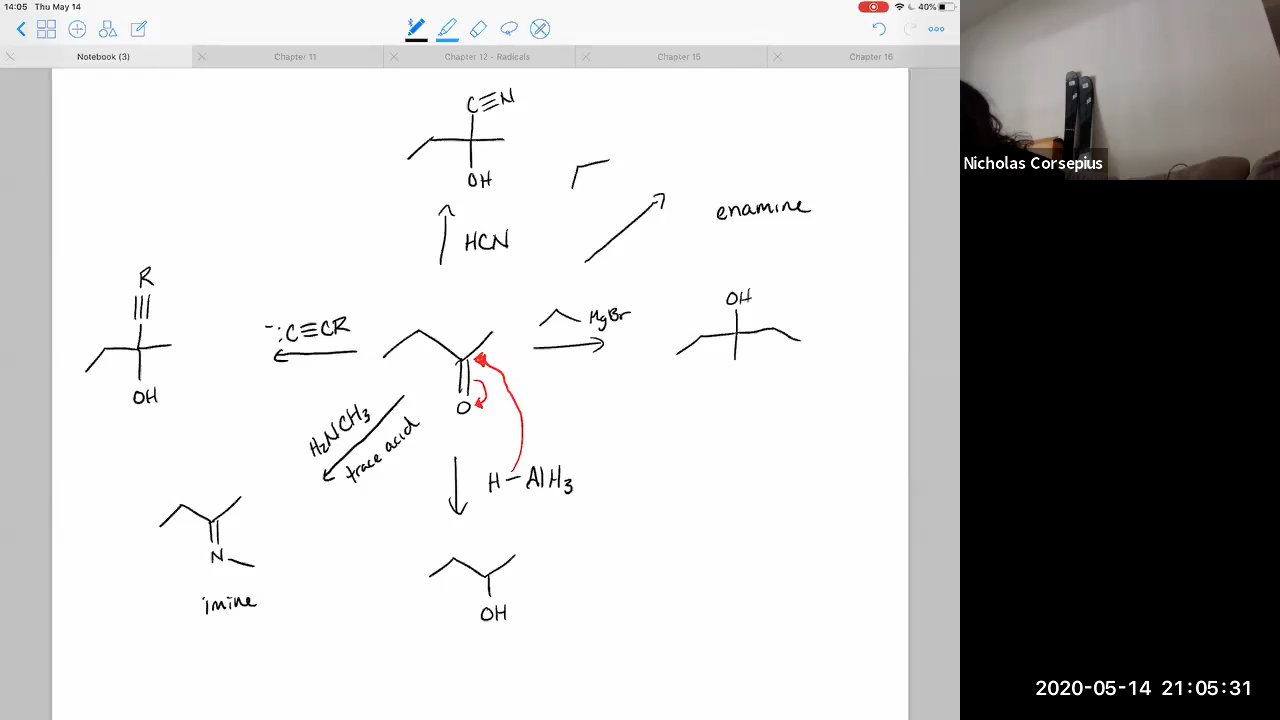 14:05 Thu May 14
40%
Notebook (3)
Chapter 11
Chapter 12 - Radicals
Chapter 15
Chapter 16
Nicholas Corsepius
C≡N
OH
HCN
enamine
R
OH
⁻:C≡CR
MgBr
OH
O
H₂NCH₃
trace acid
H-AlH₃
N
imine
OH
2020-05-14 21:05:31